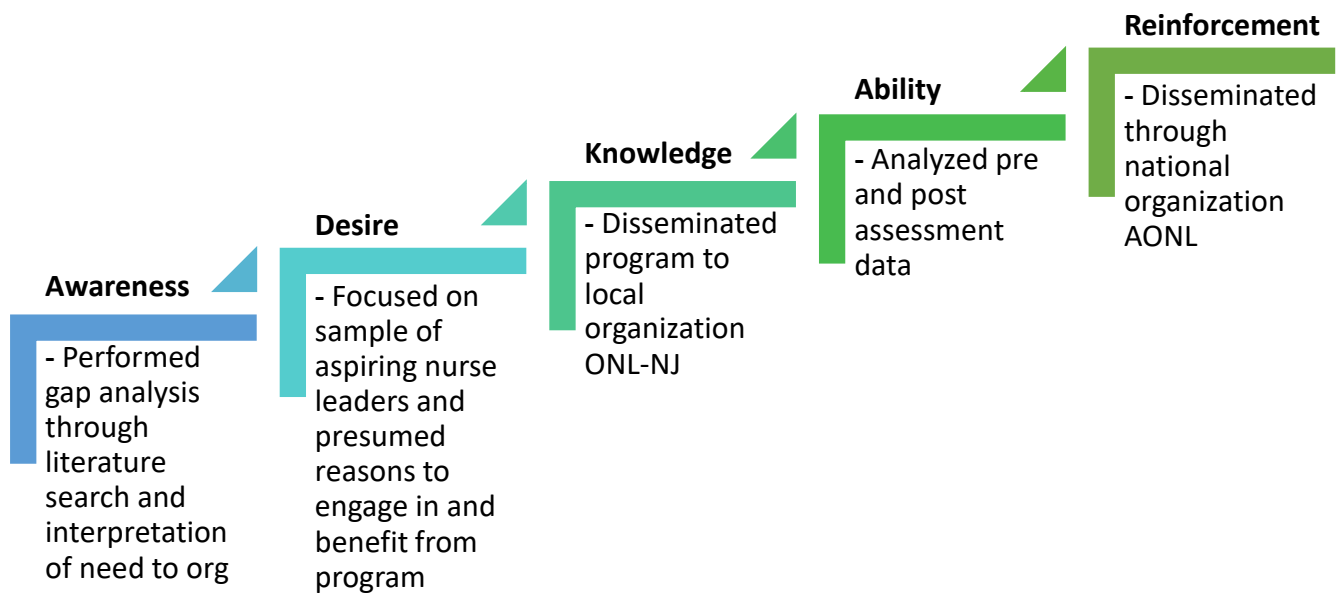 Awareness
- Performed
gap analysis
through
literature
search and
interpretation
of need to org
Desire
- Focused on
sample of
aspiring nurse
leaders and
presumed
reasons to
engage in and
benefit from
program
Knowledge
- Disseminated
program to
local
organization
ONL-NJ
Ability
- Analyzed pre
and post
assessment
data
Reinforcement
- Disseminated
through
national
organization
AONL